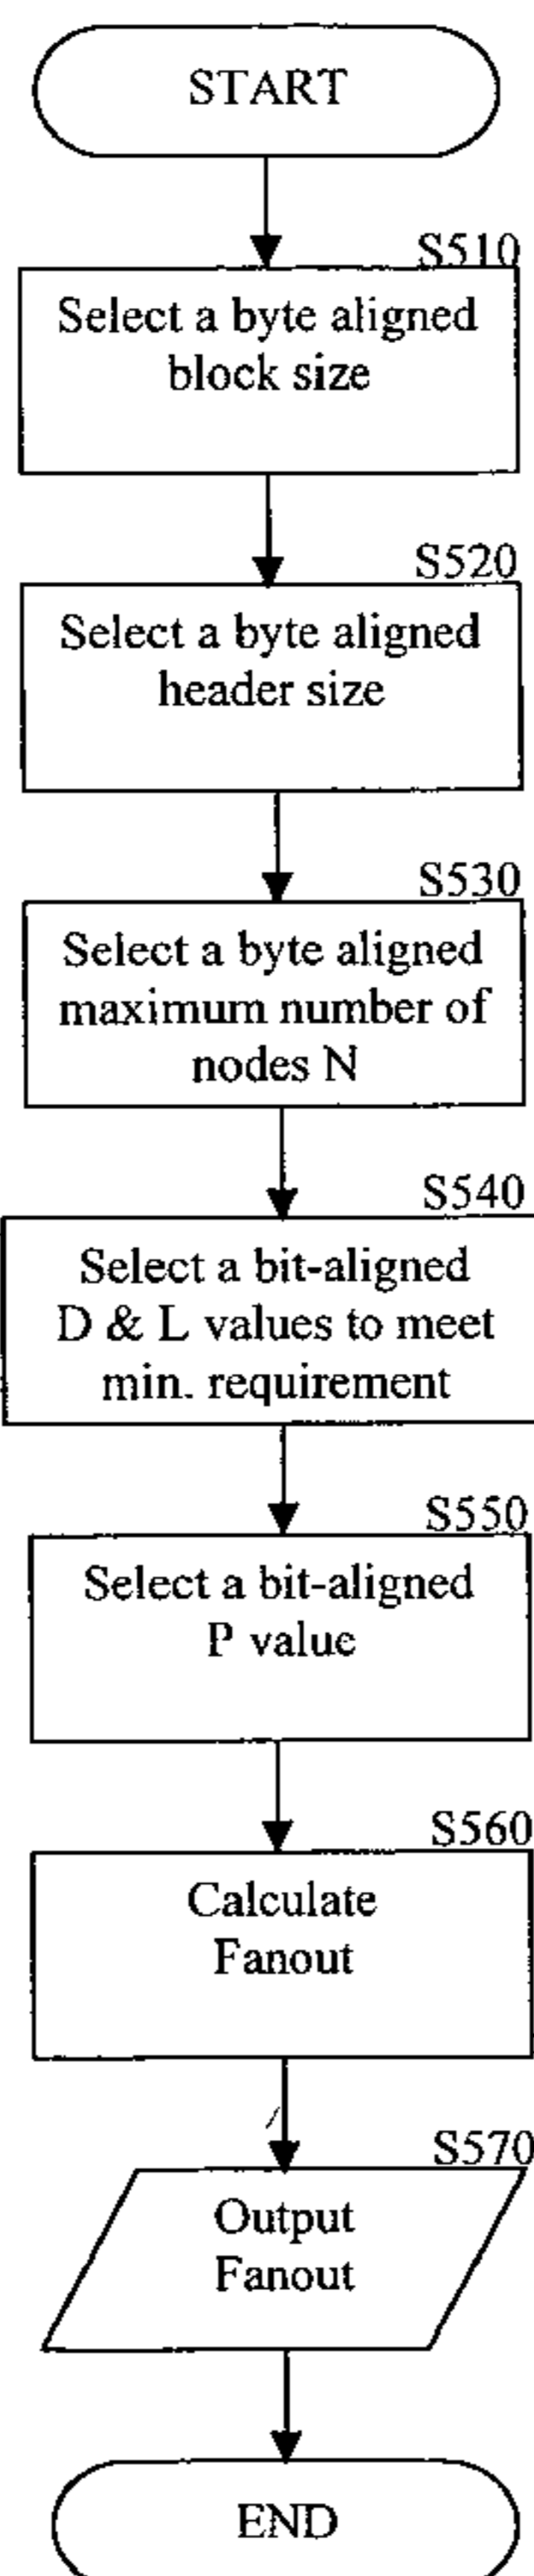 START
S510
Select a byte aligned
block size
S520
Select a byte aligned
header size
S530
Select a byte aligned
maximum number of
nodes N
S540
Select a bit-aligned
D & L values to meet
min. requirement
S550
Select a bit-aligned
P value
S560
Calculate
Fanout
S570
Output
Fanout
END